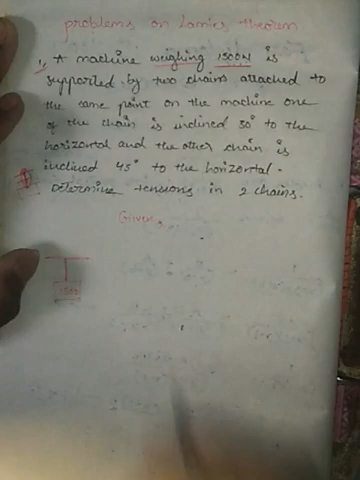 problems on Lamis theorem
1, A machine weighing 1500N is
supported by two chains attached to
the same point on the machine one
of the chain is inclined 30° to the
horizontal and the other chain is
inclined 45° to the horizontal.
Determine tensions in 2 chains.
Given,